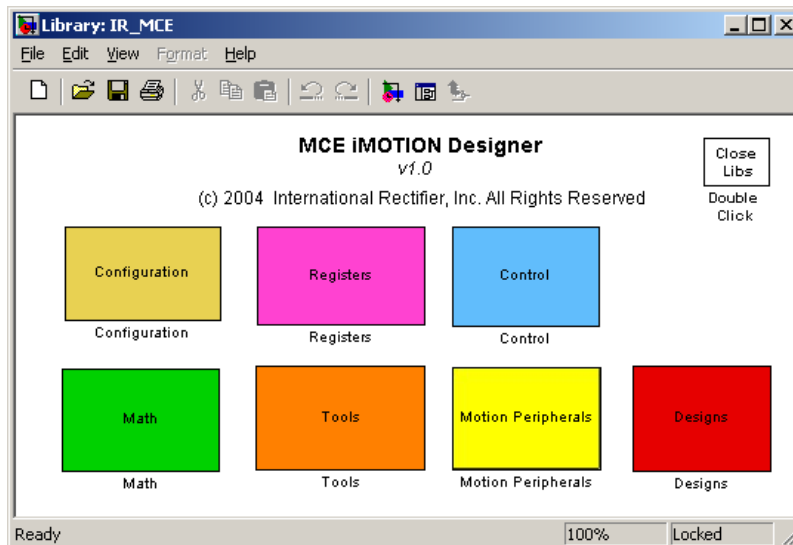 Library: IR_MCE
File Edit View Format Help
MCE iMOTION Designer
v1.0
(c) 2004 International Rectifier, Inc. All Rights Reserved
Close
Libs
Double
Click
Configuration
Registers
Control
Configuration
Registers
Control
Math
Tools
Motion Peripherals
Designs
Math
Tools
Motion Peripherals
Designs
Ready 100% Locked